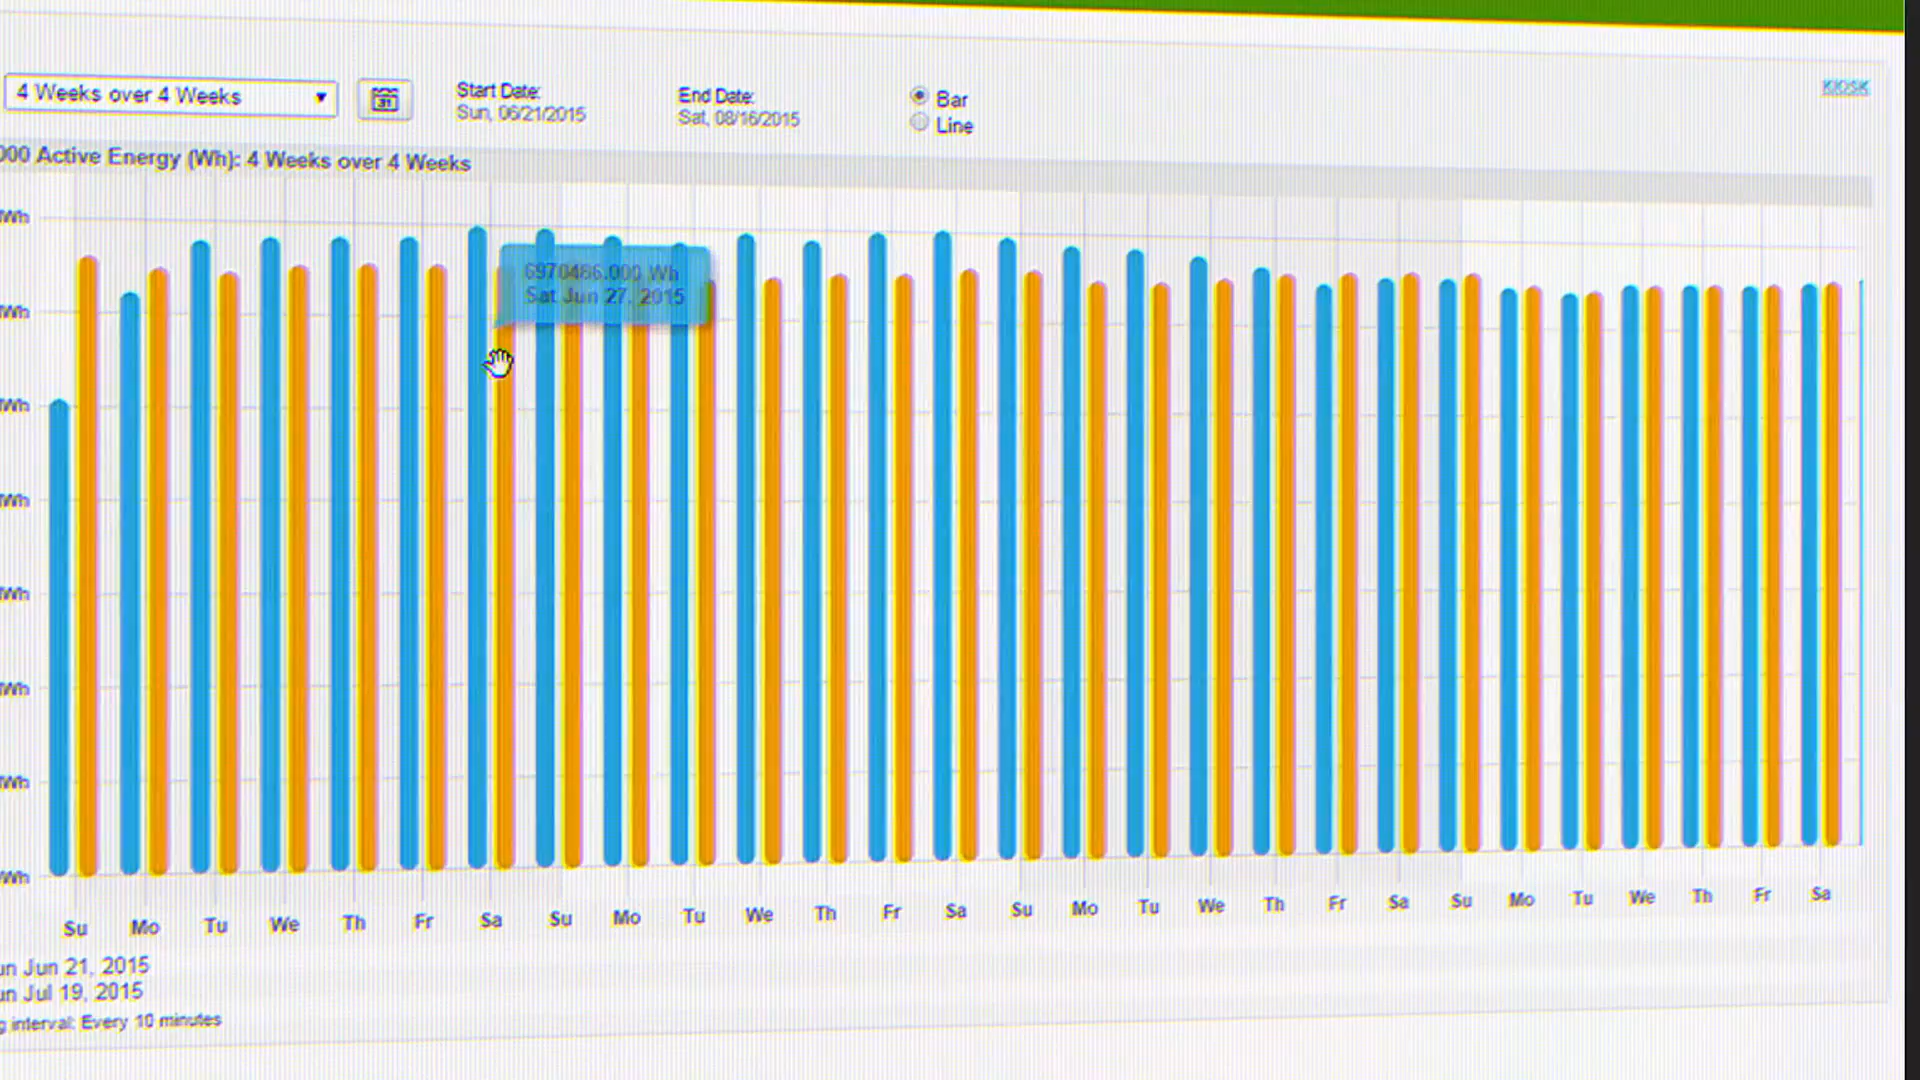 4 Weeks over 4 Weeks
31
Start Date:
Sun, 06/21/2015
End Date:
Sat, 08/16/2015
Bar
Line
KIOSK
000 Active Energy (Wh): 4 Weeks over 4 Weeks
Wh
Wh
Wh
Wh
Wh
Wh
Wh
Wh
6970466.000 Wh
Sat Jun 27, 2015
Su Mo Tu We Th Fr Sa Su Mo Tu We Th Fr Sa Su Mo Tu We Th Fr Sa Su Mo Tu We Th Fr Sa
un Jun 21, 2015
un Jul 19, 2015
g interval: Every 10 minutes